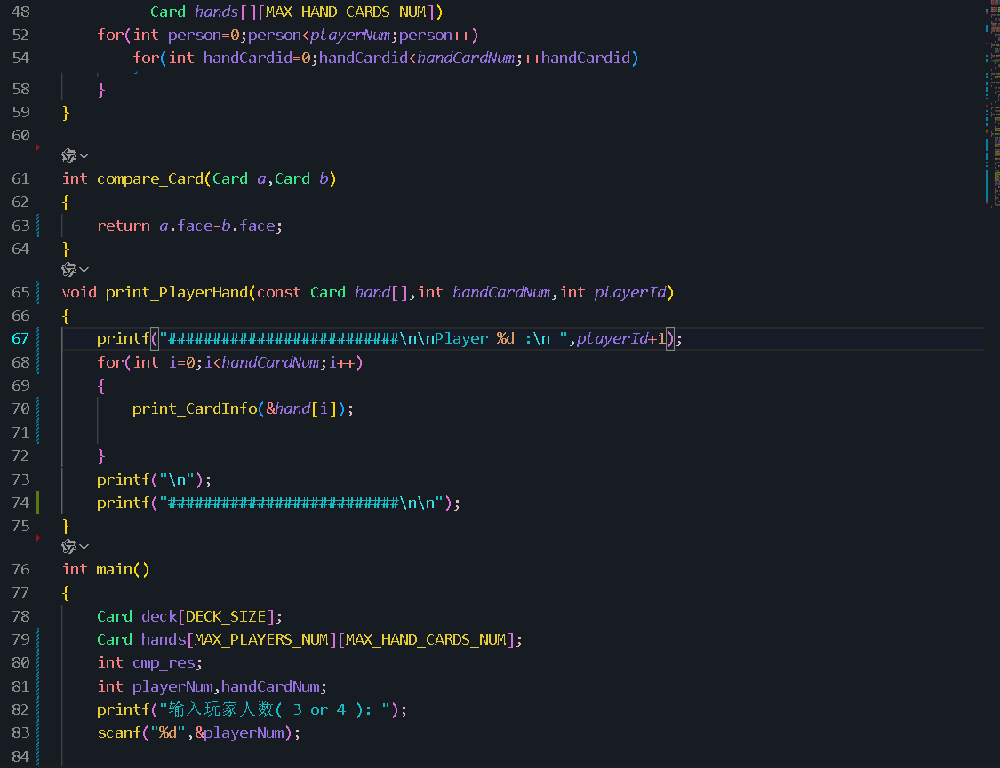 48 Card hands[][MAX_HAND_CARDS_NUM])
52 for(int person=0;person<playerNum;person++)
54 for(int handCardid=0;handCardid<handCardNum;++handCardid)
58 }
59 }
60
61 int compare_Card(Card a,Card b)
62 {
63 return a.face-b.face;
64 }
65 void print_PlayerHand(const Card hand[],int handCardNum,int playerId)
66 {
67 printf("##########################\n\nPlayer %d :\n ",playerId+1);
68 for(int i=0;i<handCardNum;i++)
69 {
70 print_CardInfo(&hand[i]);
71
72 }
73 printf("\n");
74 printf("##########################\n\n");
75 }
76 int main()
77 {
78 Card deck[DECK_SIZE];
79 Card hands[MAX_PLAYERS_NUM][MAX_HAND_CARDS_NUM];
80 int cmp_res;
81 int playerNum,handCardNum;
82 printf("输入玩家人数( 3 or 4 ): ");
83 scanf("%d",&playerNum);
84